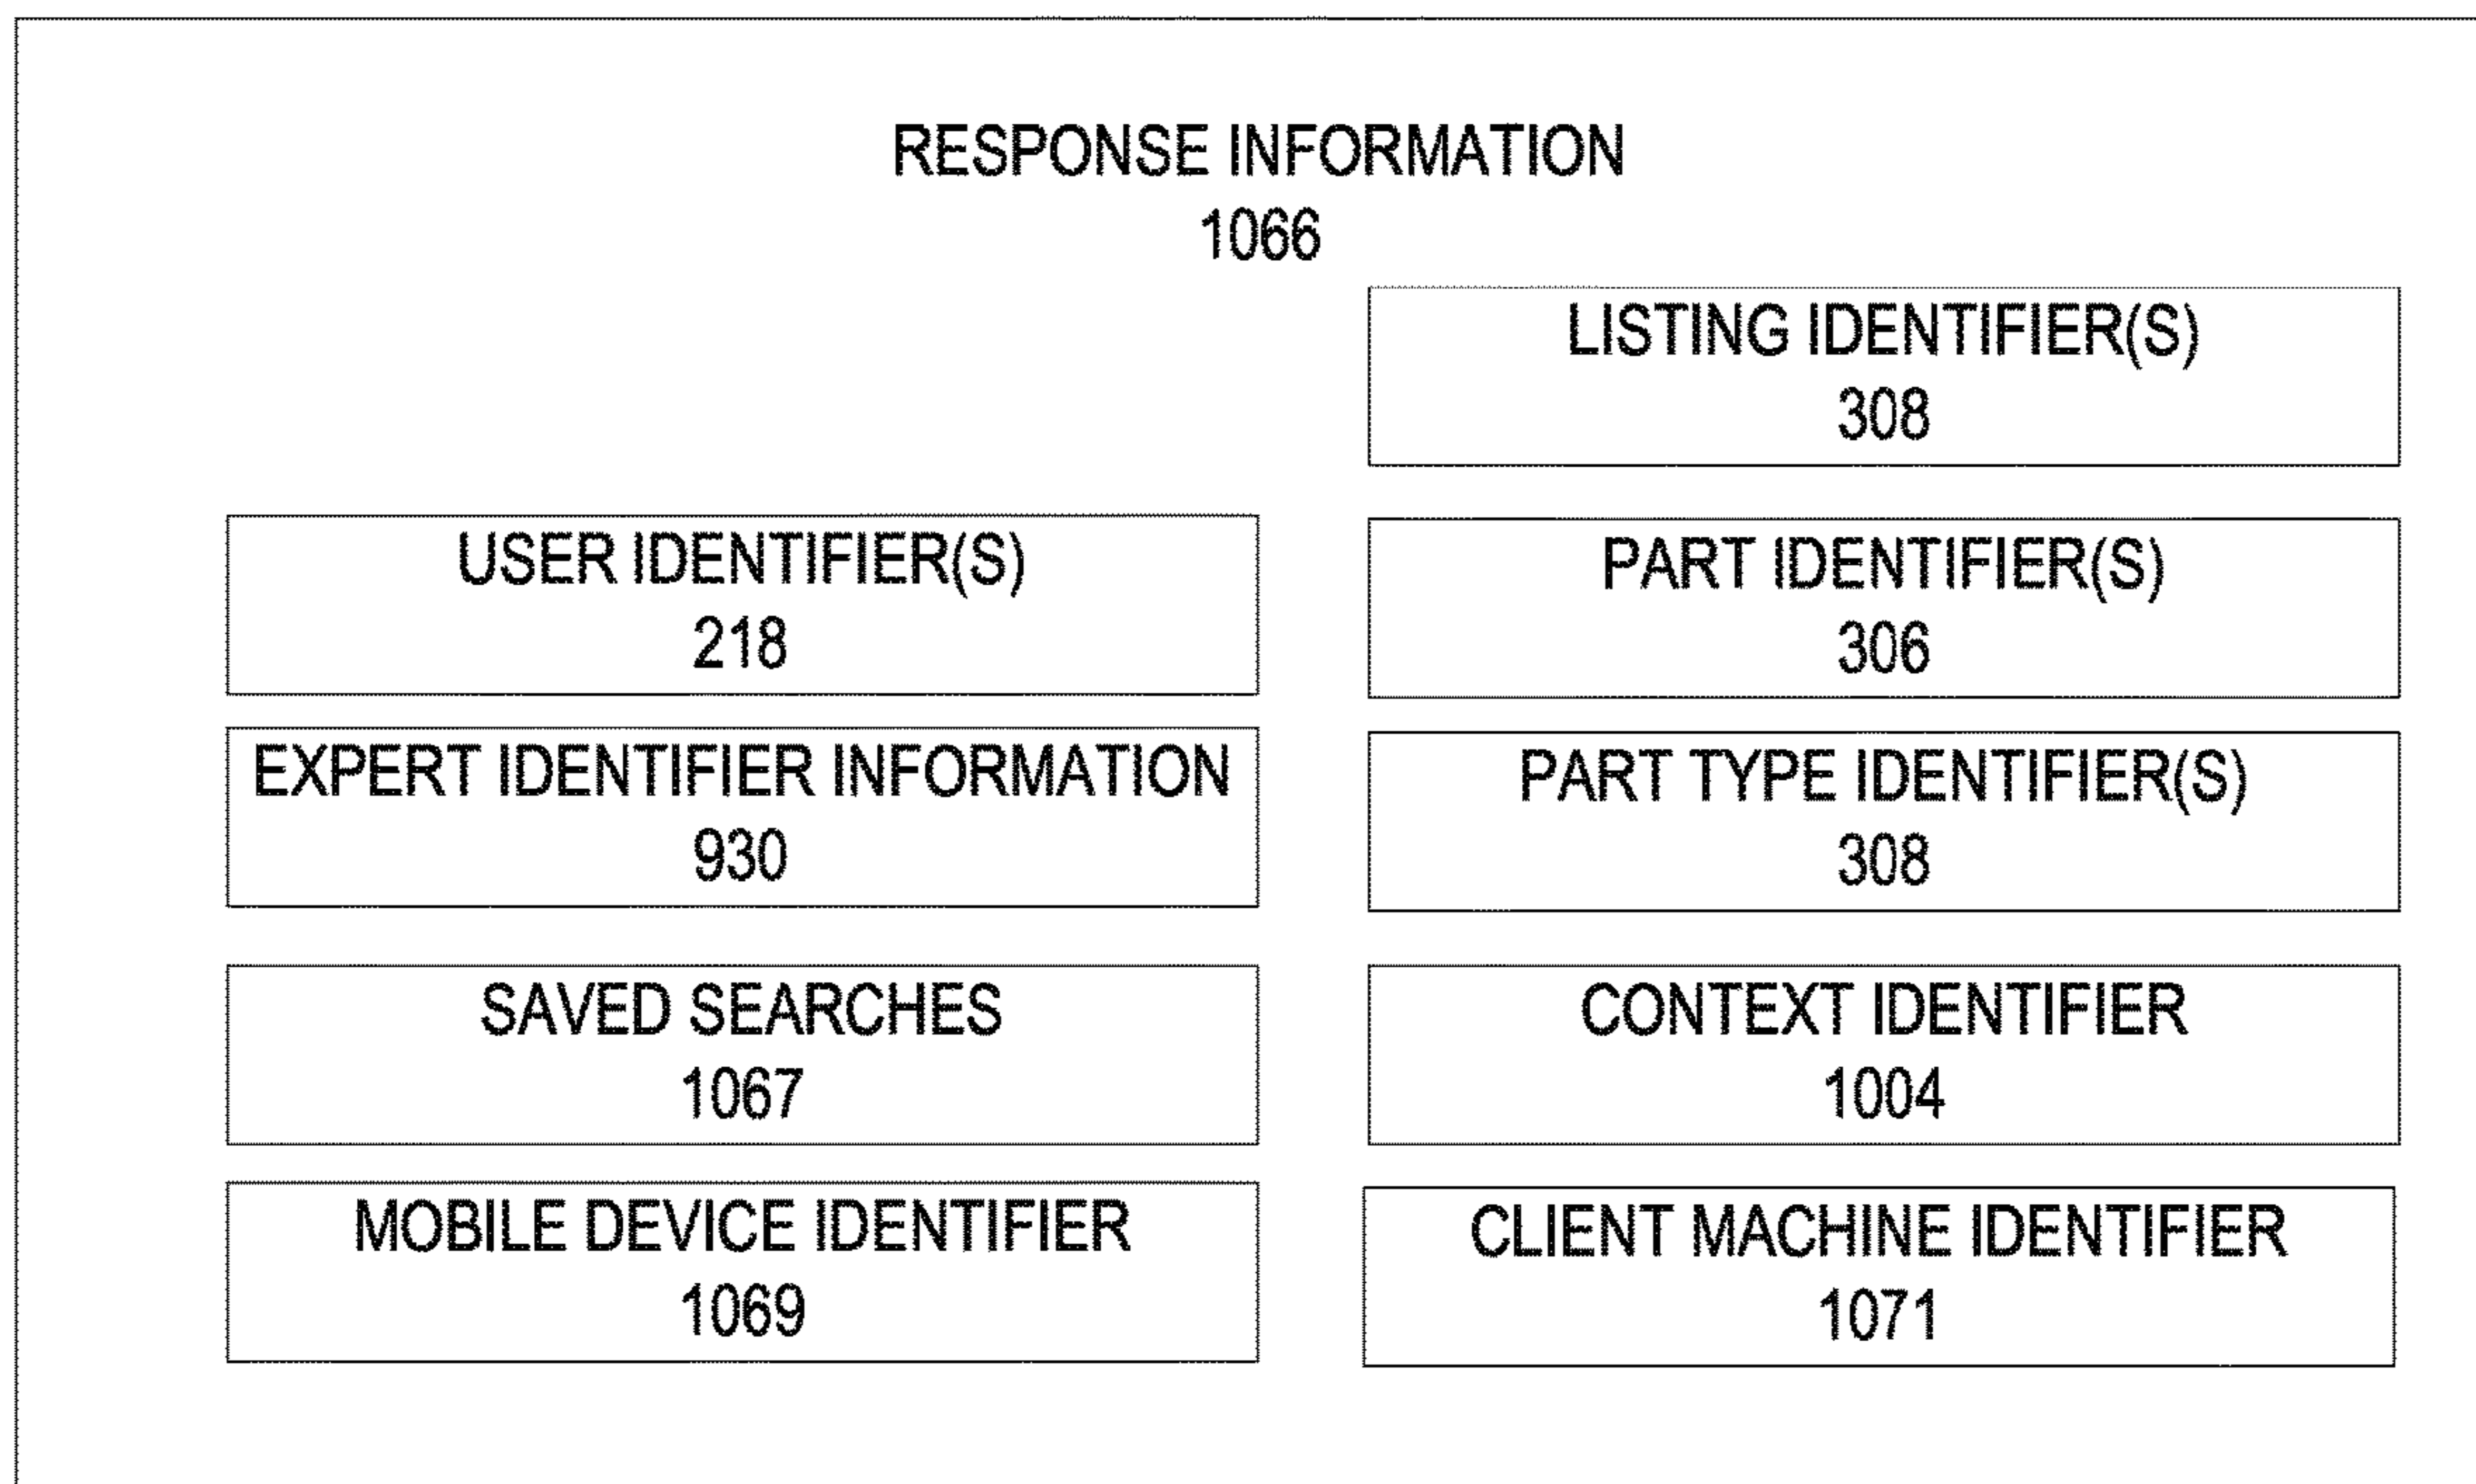 RESPONSE INFORMATION
1066
LISTING IDENTIFIER(S)
308
USER IDENTIFIER(S)
218
PART IDENTIFIER(S)
306
EXPERT IDENTIFIER INFORMATION
930
PART TYPE IDENTIFIER(S)
308
SAVED SEARCHES
1067
CONTEXT IDENTIFIER
1004
MOBILE DEVICE IDENTIFIER
1069
CLIENT MACHINE IDENTIFIER
1071